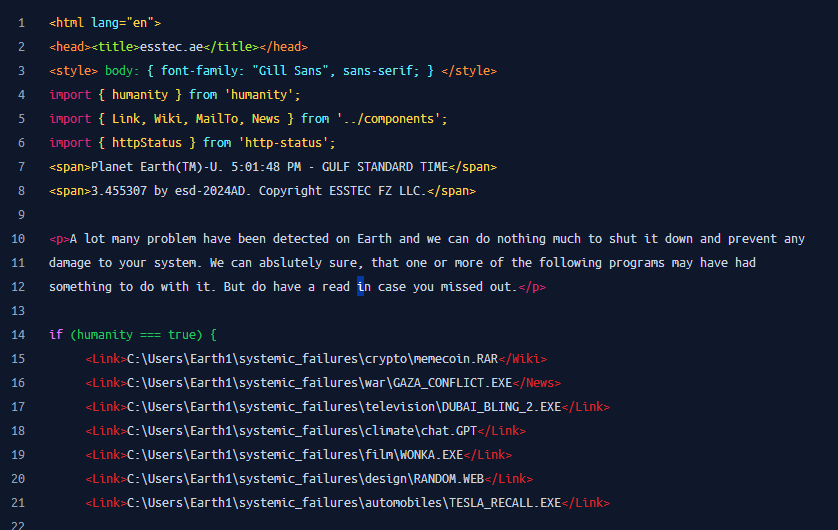 1 <html lang="en">
2 <head><title>esstec.ae</title></head>
3 <style> body: { font-family: "Gill Sans", sans-serif; } </style>
4 import { humanity } from 'humanity';
5 import { Link, Wiki, MailTo, News } from '../components';
6 import { httpStatus } from 'http-status';
7 <span>Planet Earth(TM)-U. 5:01:48 PM - GULF STANDARD TIME</span>
8 <span>3.455307 by esd-2024AD. Copyright ESSTEC FZ LLC.</span>
9
10 <p>A lot many problem have been detected on Earth and we can do nothing much to shut it down and prevent any
11 damage to your system. We can abslutely sure, that one or more of the following programs may have had
12 something to do with it. But do have a read in case you missed out.</p>
13
14 if (humanity === true) {
15 <Link>C:\Users\Earth1\systemic_failures\crypto\memecoin.RAR</Wiki>
16 <Link>C:\Users\Earth1\systemic_failures\war\GAZA_CONFLICT.EXE</News>
17 <Link>C:\Users\Earth1\systemic_failures\television\DUBAI_BLING_2.EXE</Link>
18 <Link>C:\Users\Earth1\systemic_failures\climate\chat.GPT</Link>
19 <Link>C:\Users\Earth1\systemic_failures\film\WONKA.EXE</Link>
20 <Link>C:\Users\Earth1\systemic_failures\design\RANDOM.WEB</Link>
21 <Link>C:\Users\Earth1\systemic_failures\automobiles\TESLA_RECALL.EXE</Link>
22